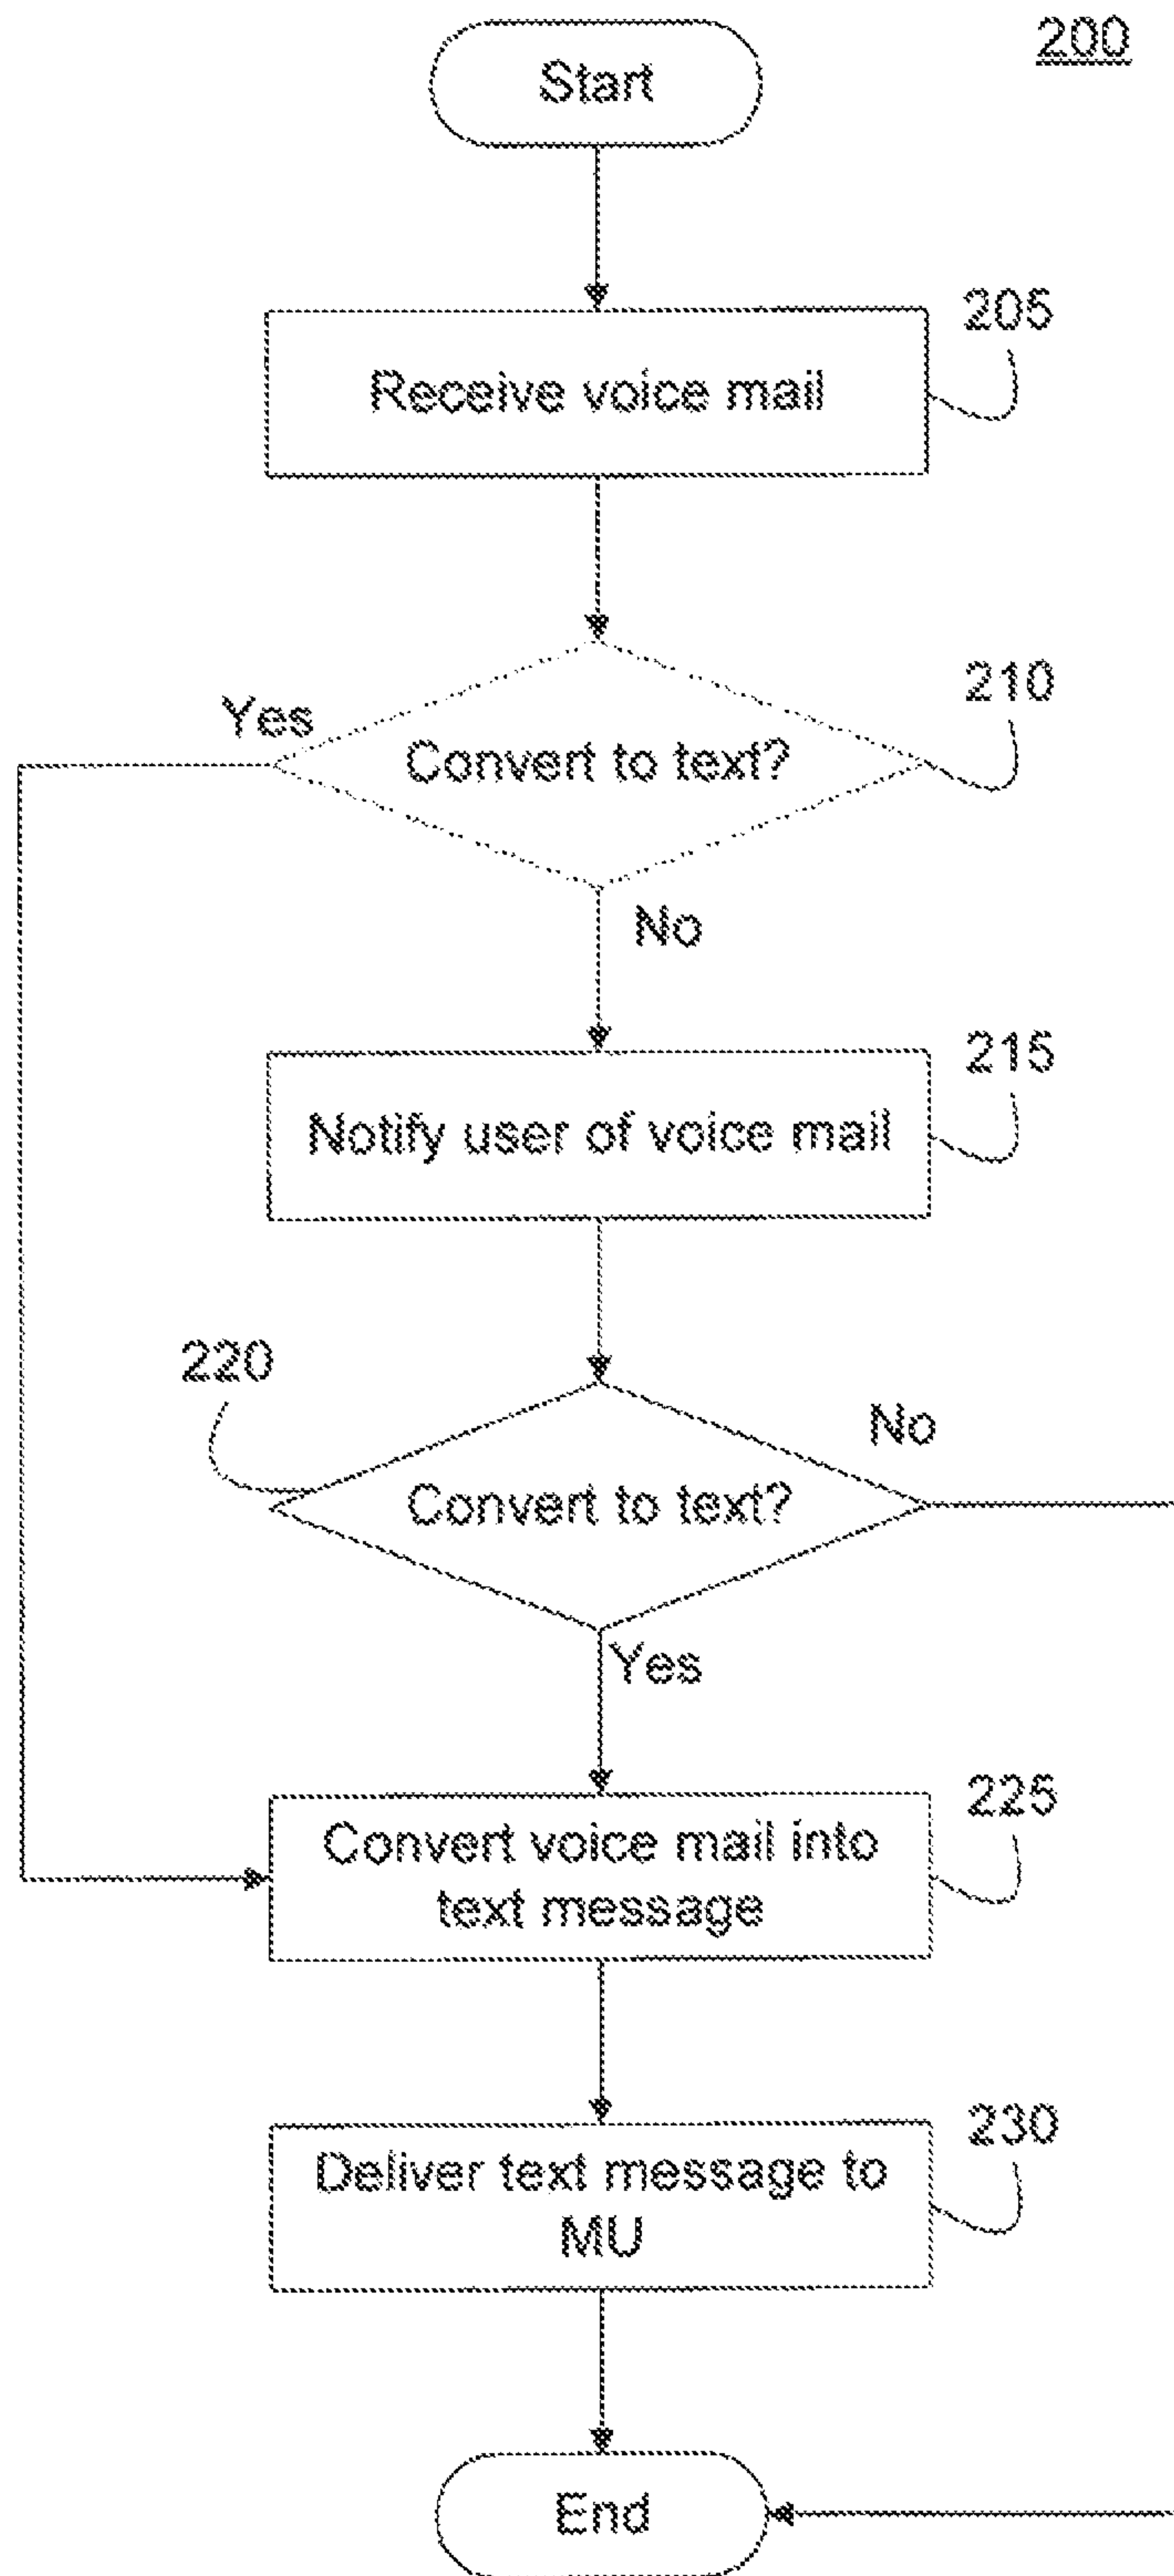 200
Start
205
Receive voice mail
210
Yes
Convert to text?
No
215
Notify user of voice mail
220
No
Convert to text?
Yes
225
Convert voice mail into
text message
230
Deliver text message to
MU
End